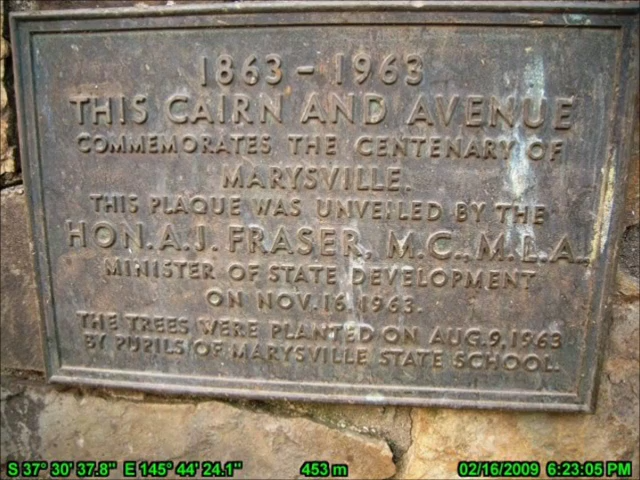 1863 - 1963
THIS CAIRN AND AVENUE
COMMEMORATES THE CENTENARY OF
MARYSVILLE.
THIS PLAQUE WAS UNVEILED BY THE
HON. A.J. FRASER, M.C., M.L.A.,
MINISTER OF STATE DEVELOPMENT
ON NOV. 16, 1963.
THE TREES WERE PLANTED ON AUG. 9, 1963
BY PUPILS OF MARYSVILLE STATE SCHOOL.
S 37° 30' 37.8" E 145° 44' 24.1" 453 m 02/16/2009 6:23:05 PM